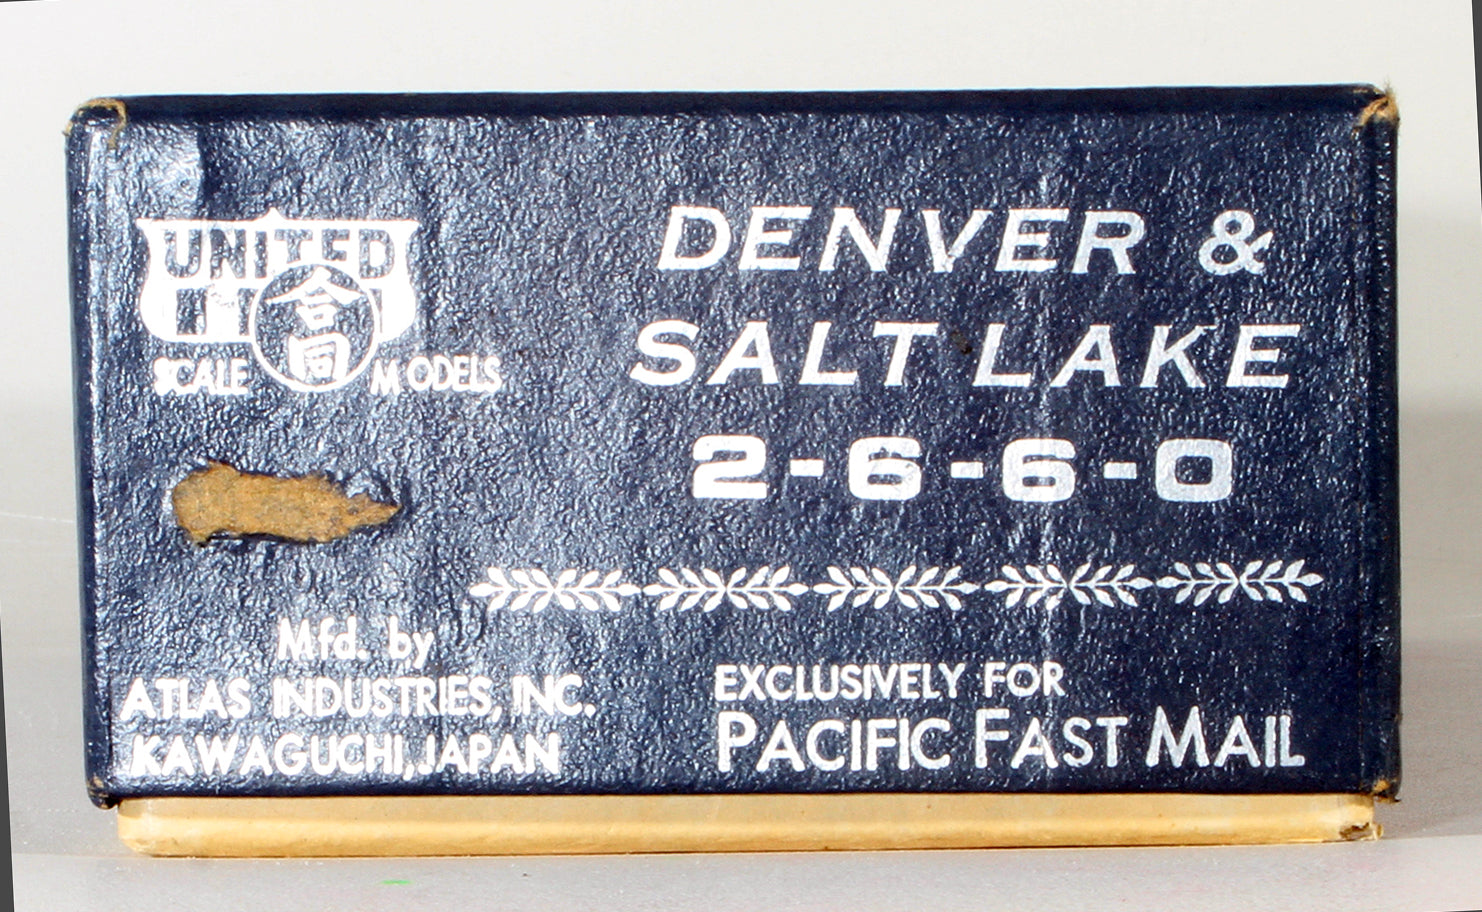 UNITED
合同
SCALE MODELS
DENVER &
SALT LAKE
2-6-6-0
Mfd. by
ATLAS INDUSTRIES, INC.
KAWAGUCHI, JAPAN
EXCLUSIVELY FOR
PACIFIC FAST MAIL